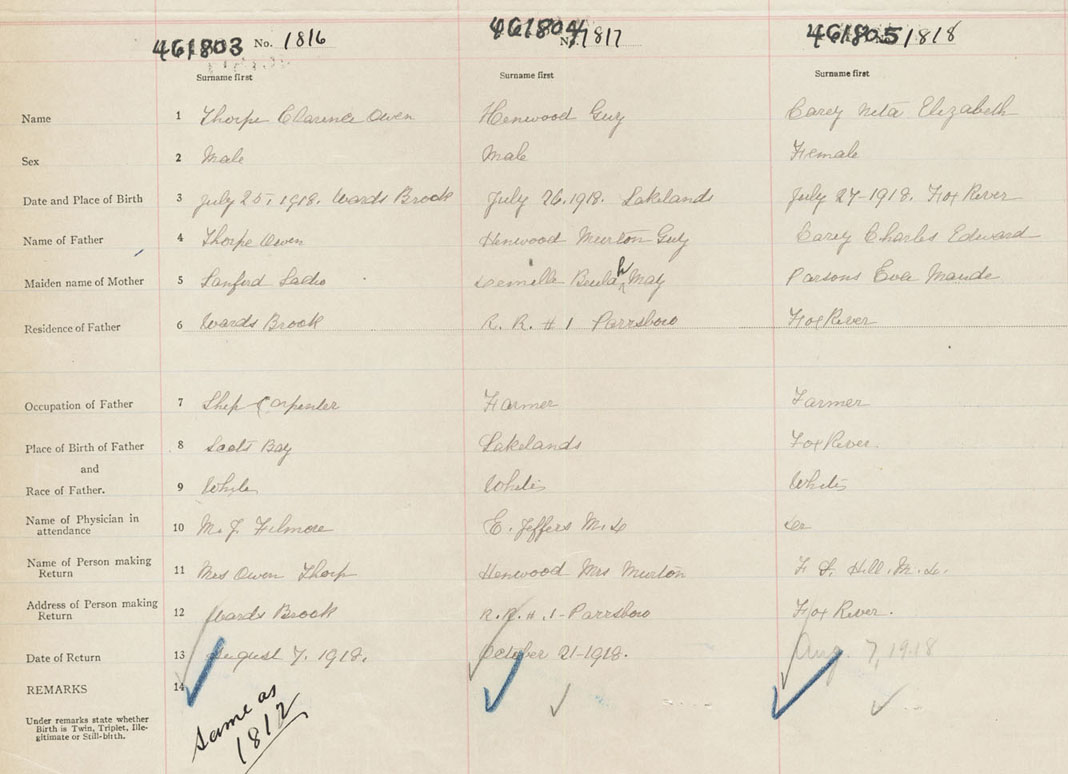 461803 No. 1816 461804 No. 1817 461805 1818
Surname first Surname first Surname first
Name 1 Thorpe Clarence Owen Henwood Guy Carey Neta Elizabeth
Sex 2 Male Male Female
Date and Place of Birth 3 July 25, 1918. Wards Brook July 26. 1918. Lakelands July 27-1918. Fox River
Name of Father 4 Thorpe Owen Henwood Murton Guy Carey Charles Edward
Maiden name of Mother 5 Sanford Beulah May Parsons Eva Maude
Residence of Father 6 Wards Brook R. R. # 1 Parrsboro Fox River
Occupation of Father 7 Ship Carpenter Farmer Farmer
Place of Birth of Father 8 Scots Bay Lakelands Fox River.
and
Race of Father. 9 White White
Name of Physician in
attendance 10 M. J. Filmore E. Jeffers M.D
Name of Person making
Return 11 Mrs Owen Thorp Henwood Mrs Murton Hill. M.D.
Address of Person making
Return 12 Wards Brook R.R. # 1-Parrsboro Fox River.
Date of Return 13 August 7. 1918. October 21-1918. Aug. 7, 1918
REMARKS 14
Same as
1812
Under remarks state whether
Birth is Twin, Triplet, Ille-
gitimate or Still-birth.